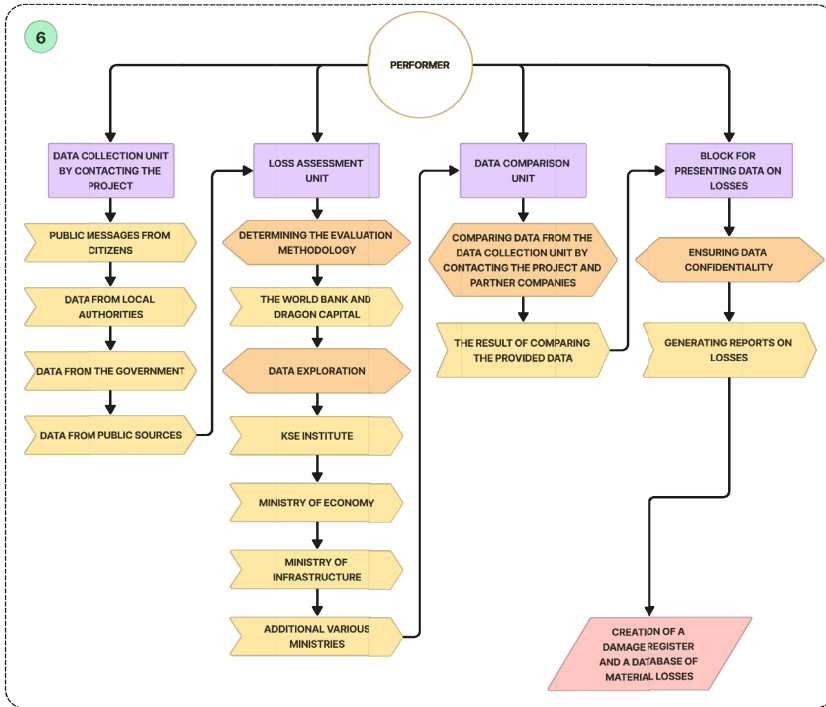 6
PERFORMER
DATA COLLECTION UNIT
BY CONTACTING THE
PROJECT
PUBLIC MESSAGES FROM
CITIZENS
DATA FROM LOCAL
AUTHORITIES
DATA FROM THE GOVERNMENT
DATA FROM PUBLIC SOURCES
LOSS ASSESSMENT
UNIT
DETERMINING THE EVALUATION
METHODOLOGY
THE WORLD BANK AND
DRAGON CAPITAL
DATA EXPLORATION
KSE INSTITUTE
MINISTRY OF ECONOMY
MINISTRY OF
INFRASTRUCTURE
ADDITIONAL VARIOUS
MINISTRIES
DATA COMPARISON
UNIT
COMPARING DATA FROM THE
DATA COLLECTION UNIT BY
CONTACTING THE PROJECT AND
PARTNER COMPANIES
THE RESULT OF COMPARING
THE PROVIDED DATA
BLOCK FOR
PRESENTING DATA ON
LOSSES
ENSURING DATA
CONFIDENTIALITY
GENERATING REPORTS ON
LOSSES
CREATION OF A
DAMAGE REGISTER
AND A DATABASE OF
MATERIAL LOSSES